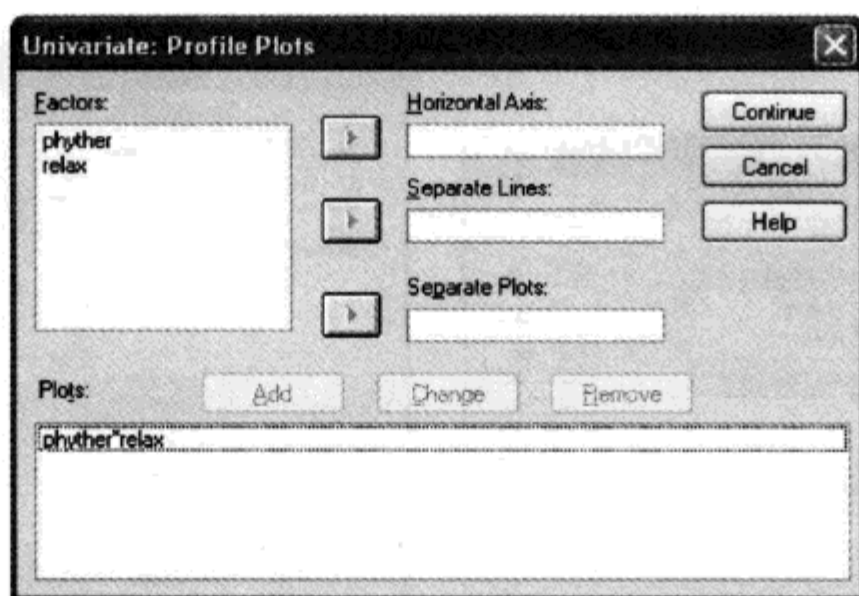 Univariate: Profile Plots
Factors:
phyther
relax
Horizontal Axis:
Separate Lines:
Separate Plots:
Continue
Cancel
Help
Plots:
Add
Change
Remove
phyther*relax